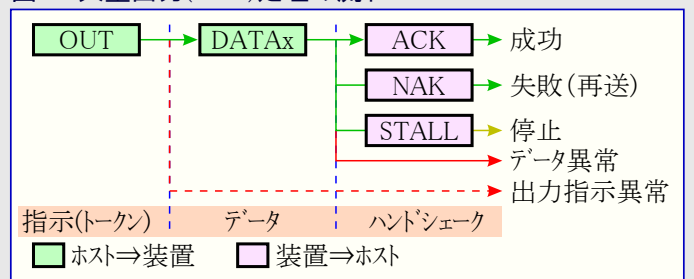 OUT DATAx ACK 成功
NAK 失敗(再送)
STALL 停止
データ異常
出力指示異常
指示(トークン) データ ハンドシェーク
ホスト⇒装置 装置⇒ホスト